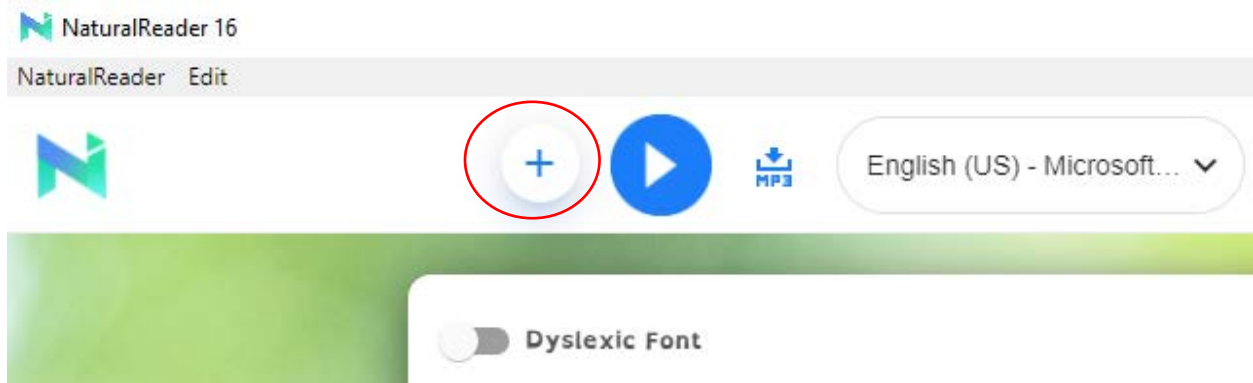 NaturalReader 16
NaturalReader Edit
MP3
English (US) - Microsoft...
Dyslexic Font